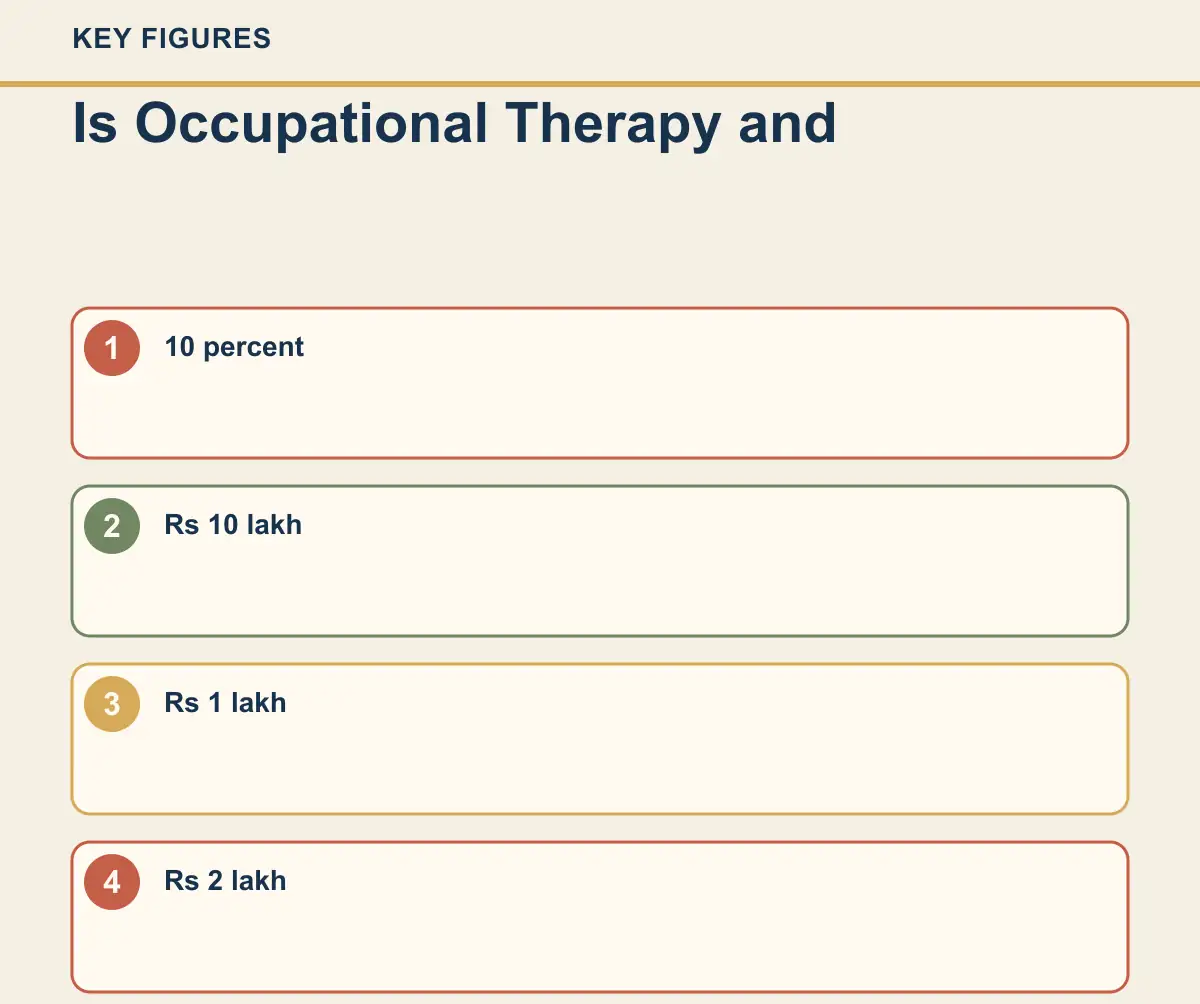 KEY FIGURES
Is Occupational Therapy and
1 10 percent
2 Rs 10 lakh
3 Rs 1 lakh
4 Rs 2 lakh